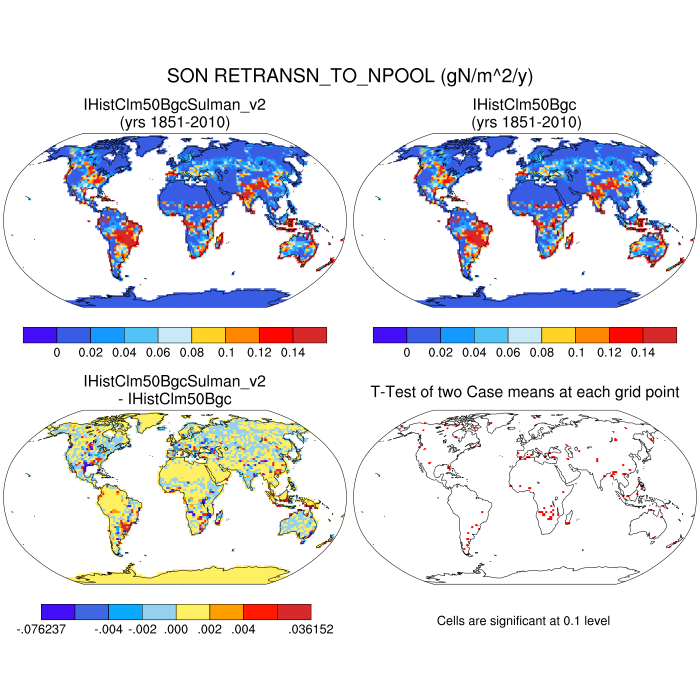 SON RETRANSN_TO_NPOOL (gN/m^2/y)
IHistClm50BgcSulman_v2
(yrs 1851-2010)
IHistClm50Bgc
(yrs 1851-2010)
0 0.02 0.04 0.06 0.08 0.1 0.12 0.14
0 0.02 0.04 0.06 0.08 0.1 0.12 0.14
IHistClm50BgcSulman_v2
- IHistClm50Bgc
T-Test of two Case means at each grid point
-.076237 -.004 -.002 .000 .002 .004 .036152
Cells are significant at 0.1 level